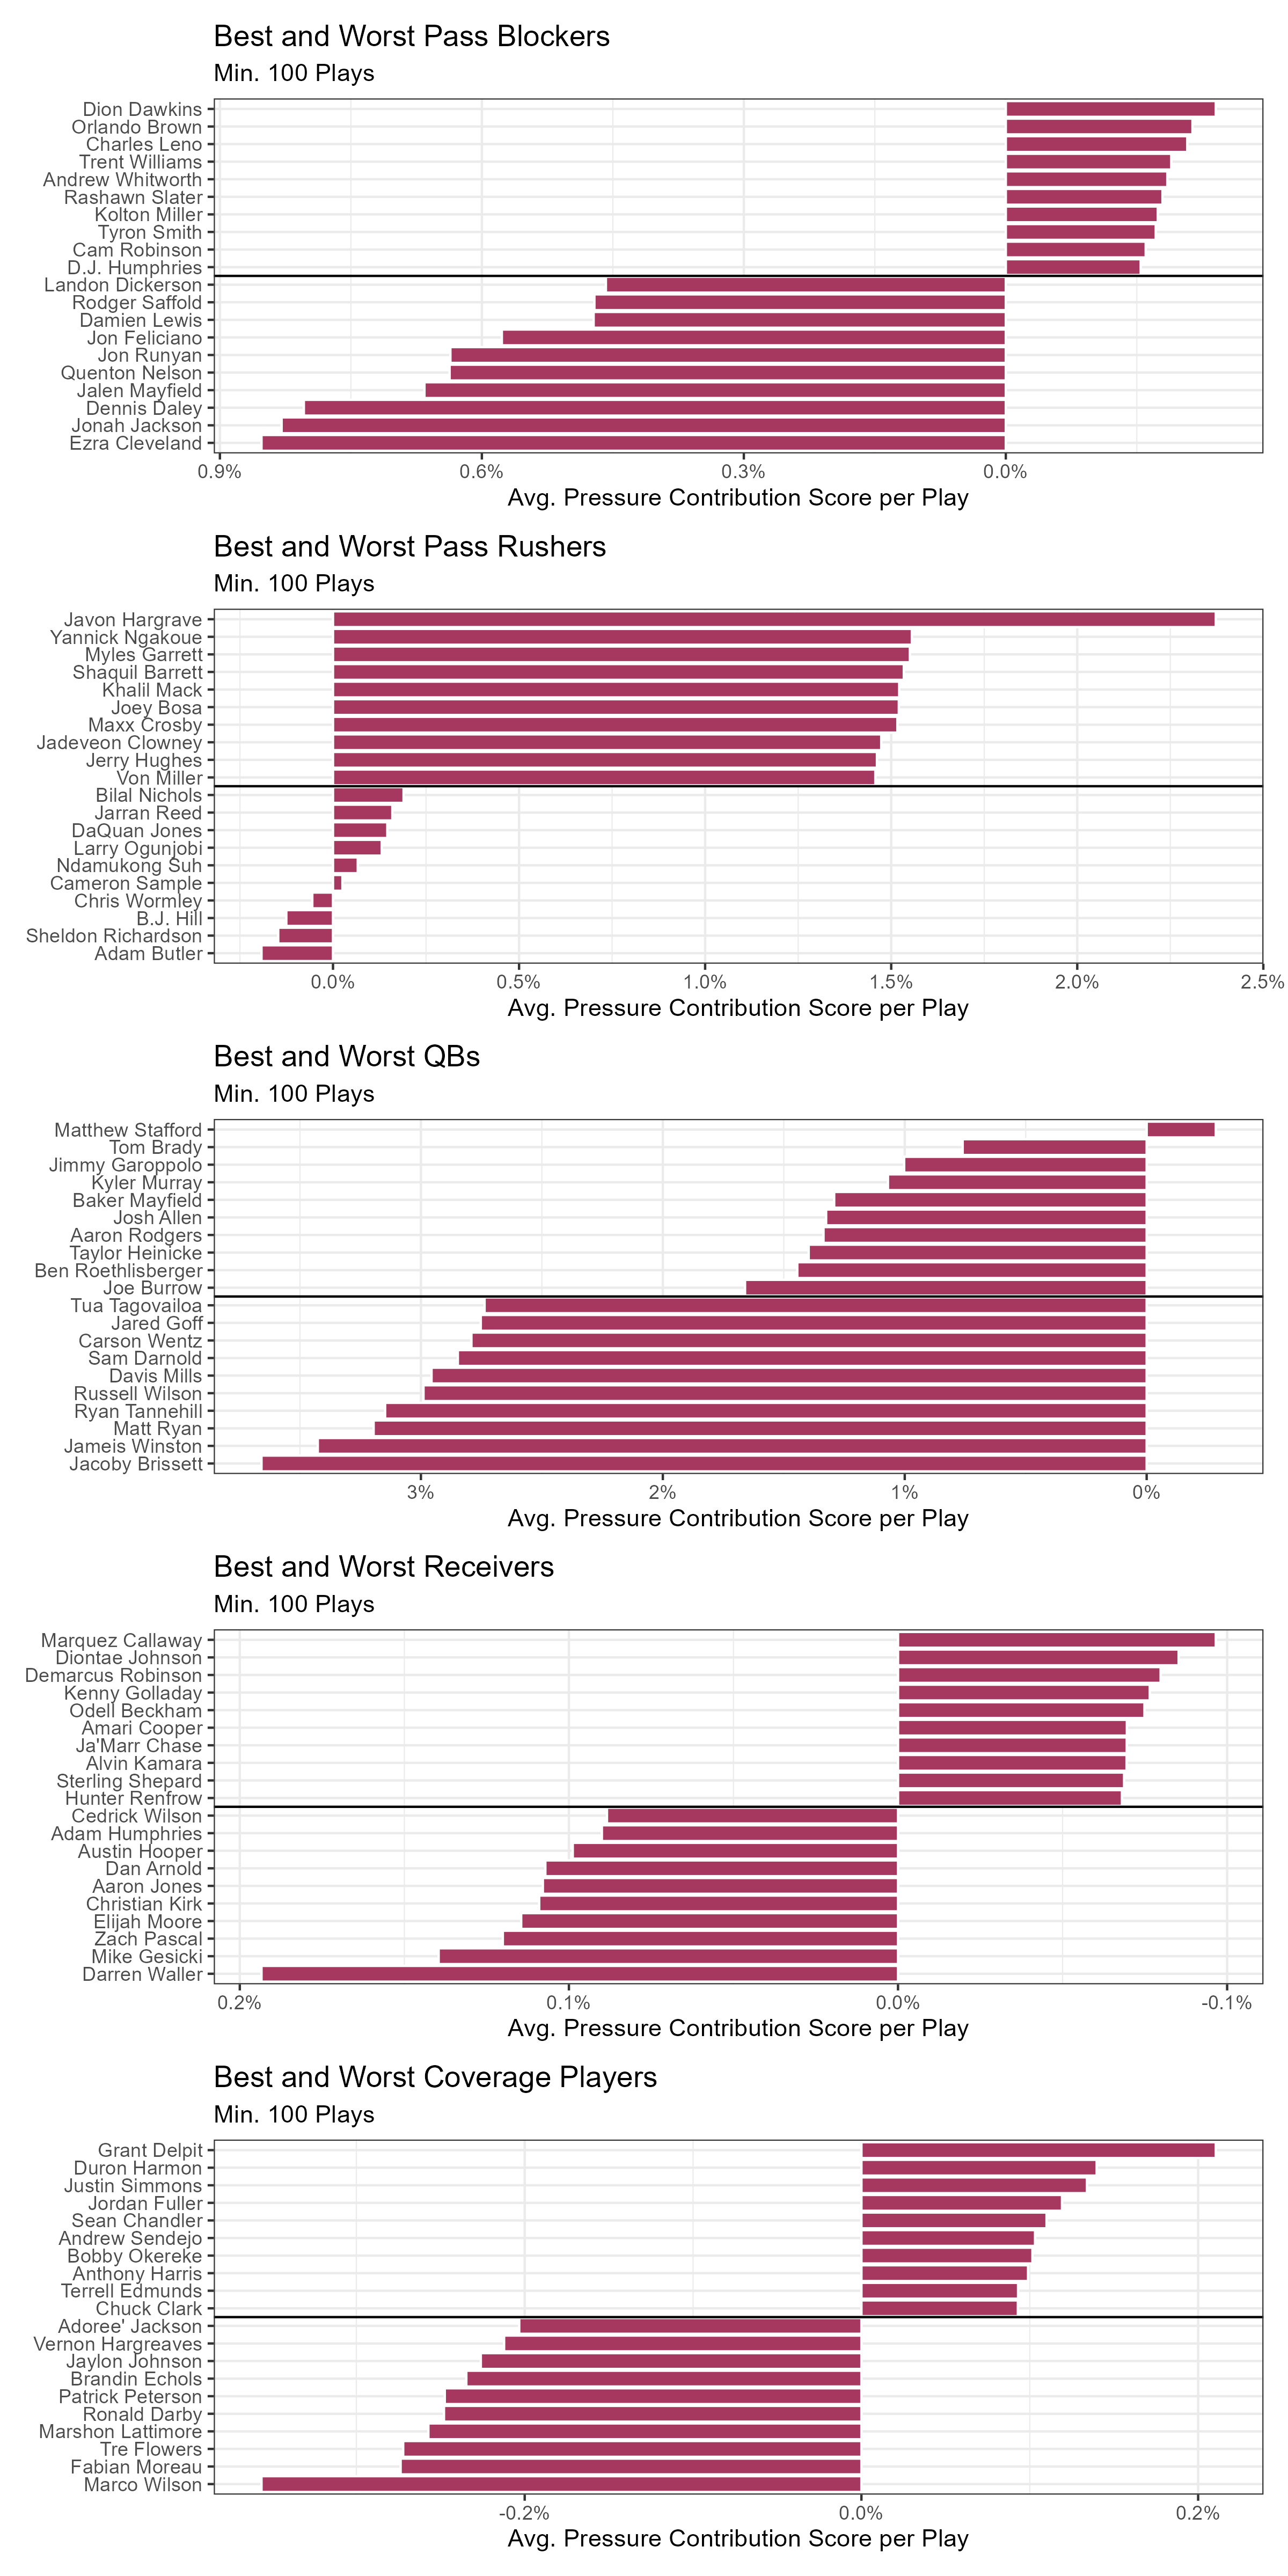 Best and Worst Pass Blockers
Min. 100 Plays
Dion Dawkins
Orlando Brown
Charles Leno
Trent Williams
Andrew Whitworth
Rashawn Slater
Kolton Miller
Tyron Smith
Cam Robinson
D.J. Humphries
Landon Dickerson
Rodger Saffold
Damien Lewis
Jon Feliciano
Jon Runyan
Quenton Nelson
Jalen Mayfield
Dennis Daley
Jonah Jackson
Ezra Cleveland
0.9% 0.6% 0.3% 0.0%
Avg. Pressure Contribution Score per Play
Best and Worst Pass Rushers
Min. 100 Plays
Javon Hargrave
Yannick Ngakoue
Myles Garrett
Shaquil Barrett
Khalil Mack
Joey Bosa
Maxx Crosby
Jadeveon Clowney
Jerry Hughes
Von Miller
Bilal Nichols
Jarran Reed
DaQuan Jones
Larry Ogunjobi
Ndamukong Suh
Cameron Sample
Chris Wormley
B.J. Hill
Sheldon Richardson
Adam Butler
0.0% 0.5% 1.0% 1.5% 2.0% 2.5%
Avg. Pressure Contribution Score per Play
Best and Worst QBs
Min. 100 Plays
Matthew Stafford
Tom Brady
Jimmy Garoppolo
Kyler Murray
Baker Mayfield
Josh Allen
Aaron Rodgers
Taylor Heinicke
Ben Roethlisberger
Joe Burrow
Tua Tagovailoa
Jared Goff
Carson Wentz
Sam Darnold
Davis Mills
Russell Wilson
Ryan Tannehill
Matt Ryan
Jameis Winston
Jacoby Brissett
3% 2% 1% 0%
Avg. Pressure Contribution Score per Play
Best and Worst Receivers
Min. 100 Plays
Marquez Callaway
Diontae Johnson
Demarcus Robinson
Kenny Golladay
Odell Beckham
Amari Cooper
Ja'Marr Chase
Alvin Kamara
Sterling Shepard
Hunter Renfrow
Cedrick Wilson
Adam Humphries
Austin Hooper
Dan Arnold
Aaron Jones
Christian Kirk
Elijah Moore
Zach Pascal
Mike Gesicki
Darren Waller
0.2% 0.1% 0.0% -0.1%
Avg. Pressure Contribution Score per Play
Best and Worst Coverage Players
Min. 100 Plays
Grant Delpit
Duron Harmon
Justin Simmons
Jordan Fuller
Sean Chandler
Andrew Sendejo
Bobby Okereke
Anthony Harris
Terrell Edmunds
Chuck Clark
Adoree' Jackson
Vernon Hargreaves
Jaylon Johnson
Brandin Echols
Patrick Peterson
Ronald Darby
Marshon Lattimore
Tre Flowers
Fabian Moreau
Marco Wilson
-0.2% 0.0% 0.2%
Avg. Pressure Contribution Score per Play